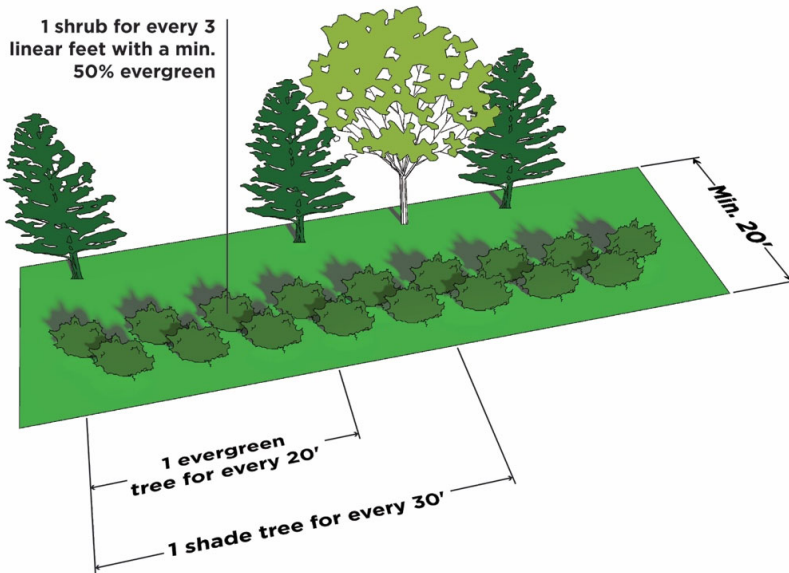 1 shrub for every 3
linear feet with a min.
50% evergreen
Min. 20'
1 evergreen
tree for every 20'
1 shade tree for every 30'